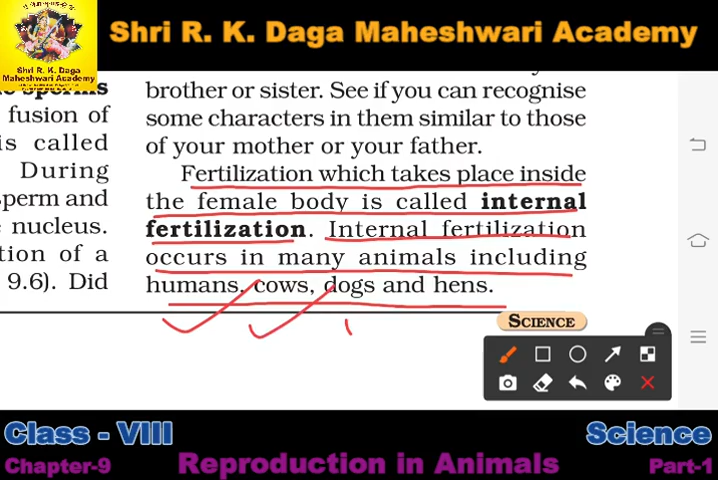 Shri R. K. Daga Maheshwari Academy
Shri R. K. Daga
Maheshwari Academy
sperms
fusion of
is called
During
sperm and
nucleus.
tion of a
9.6). Did
brother or sister. See if you can recognise
some characters in them similar to those
of your mother or your father.
Fertilization which takes place inside
the female body is called internal
fertilization. Internal fertilization
occurs in many animals including
humans, cows, dogs and hens.
SCIENCE
Class - VIII
Science
Chapter-9
Reproduction in Animals
Part-1